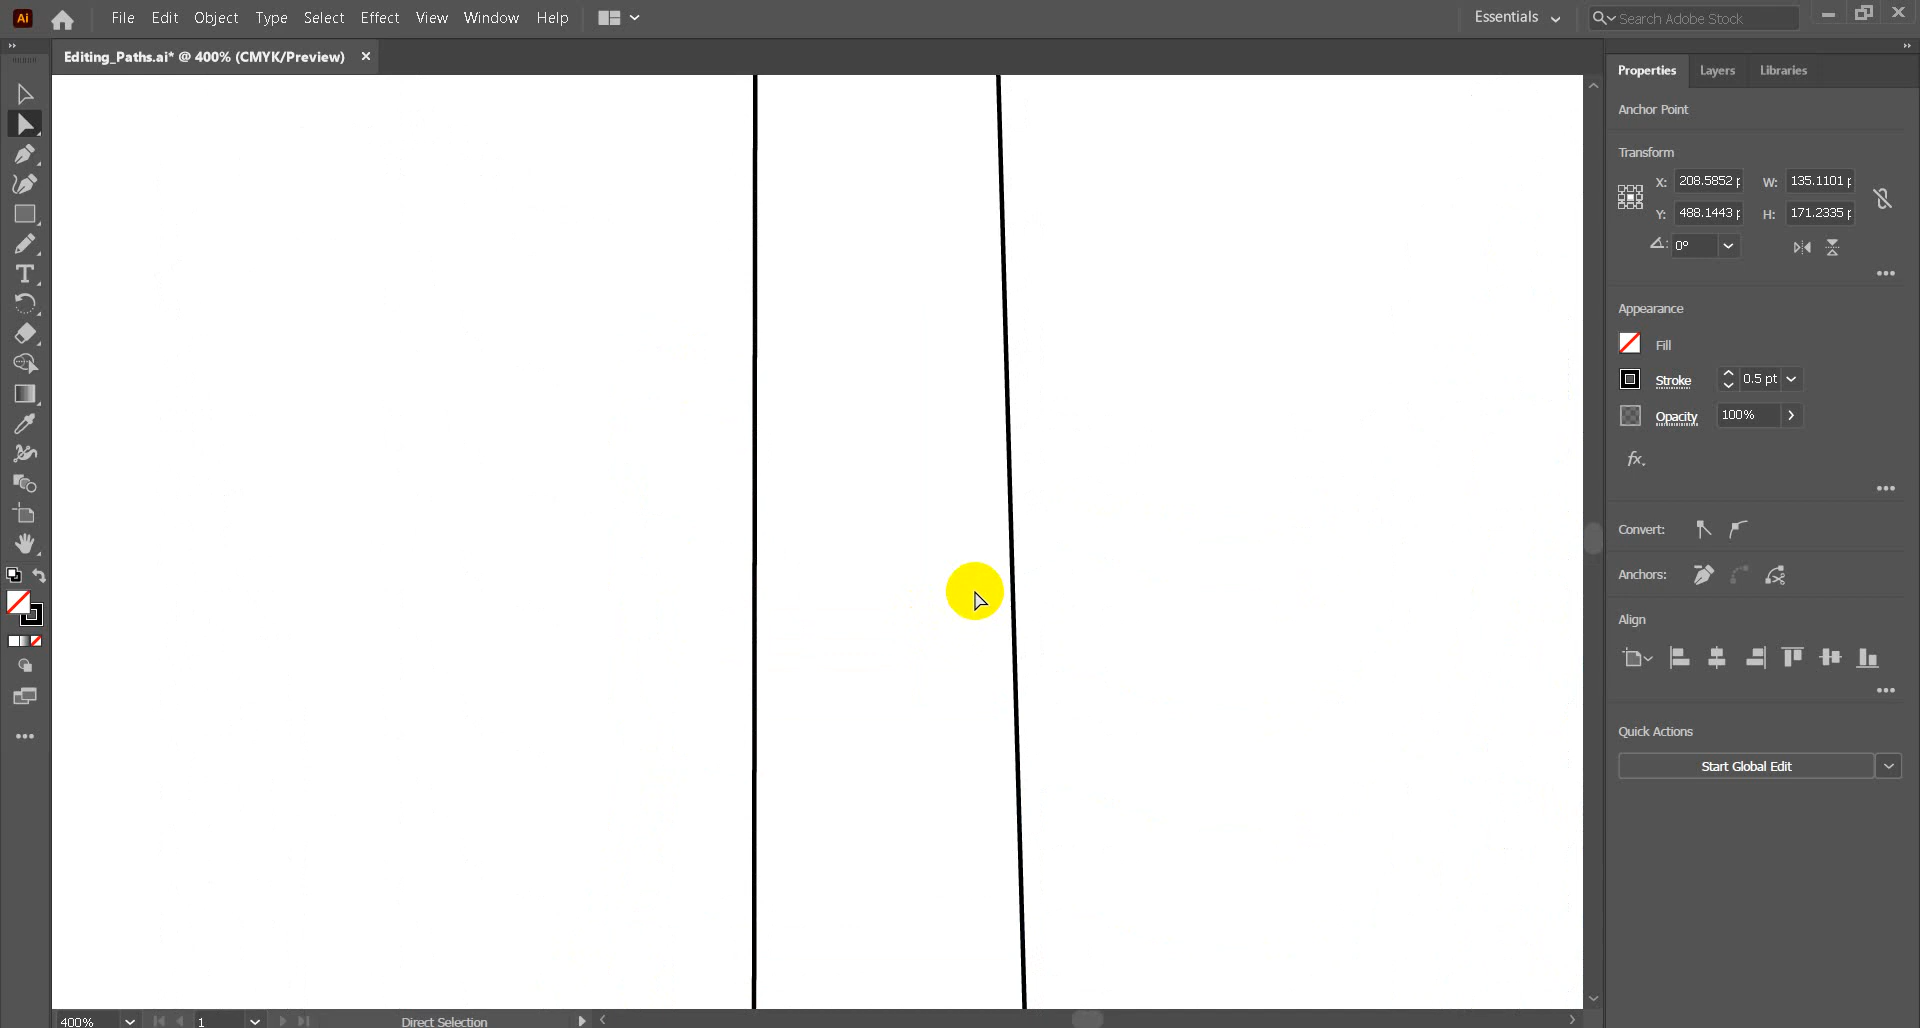 Ai File Edit Object Type Select Effect View Window Help Essentials Search Adobe Stock
Editing_Paths.ai* @ 400% (CMYK/Preview) ×
Properties Layers Libraries
Anchor Point
Transform
X: 208.5852 p W: 135.1101 p
Y: 488.1443 p H: 171.2335 p
0°
Appearance
Fill
Stroke 0.5 pt
Opacity 100%
fx.
Convert:
Anchors:
Align
Quick Actions
Start Global Edit
400% 1 Direct Selection